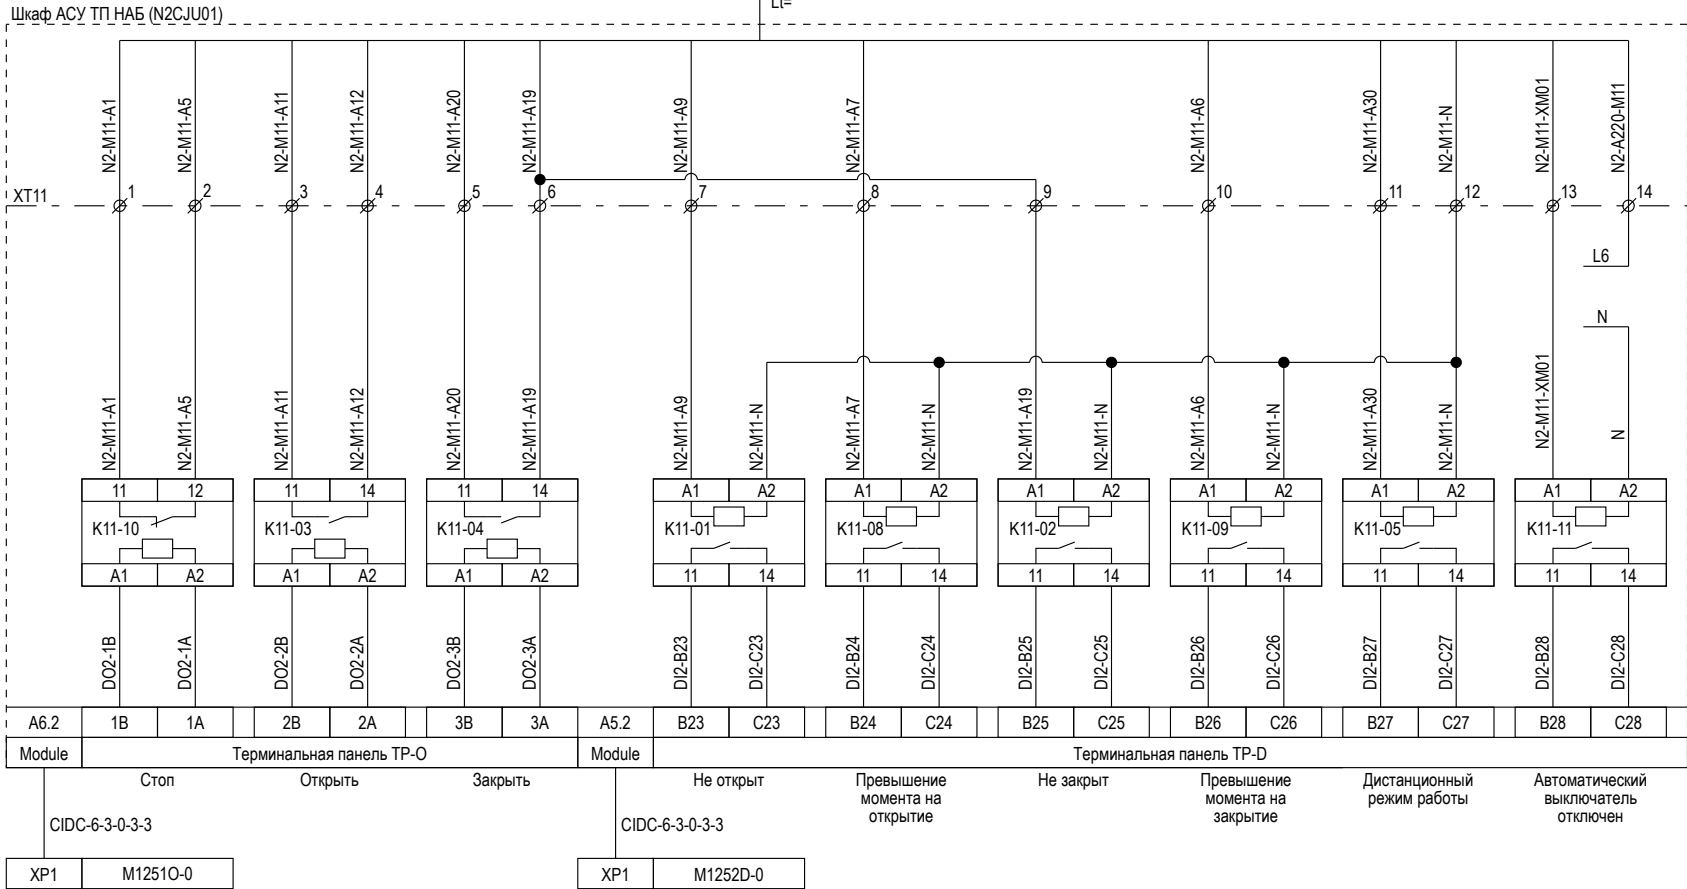 Шкаф АСУ ТП НАБ (N2CJU01)
N2-M11-A1
N2-M11-A5
N2-M11-A11
N2-M11-A12
N2-M11-A20
N2-M11-A19
N2-M11-A9
N2-M11-A7
N2-M11-A6
N2-M11-A30
N2-M11-N
N2-M11-XM01
N2-A220-M11
XT11
1 2 3 4 5 6 7 8 9 10 11 12 13 14
L6
N
N2-M11-A1
N2-M11-A5
N2-M11-A11
N2-M11-A12
N2-M11-A20
N2-M11-A19
N2-M11-A9
N2-M11-N
N2-M11-A7
N2-M11-N
N2-M11-A19
N2-M11-N
N2-M11-A6
N2-M11-N
N2-M11-A30
N2-M11-N
N2-M11-XM01
N
11 12 11 14 11 14 A1 A2 A1 A2 A1 A2 A1 A2 A1 A2 A1 A2
K11-10 K11-03 K11-04 K11-01 K11-08 K11-02 K11-09 K11-05 K11-11
A1 A2 A1 A2 A1 A2 11 14 11 14 11 14 11 14 11 14 11 14
DO2-1B
DO2-1A
DO2-2B
DO2-2A
DO2-3B
DO2-3A
DI2-B23
DI2-C23
DI2-B24
DI2-C24
DI2-B25
DI2-C25
DI2-B26
DI2-C26
DI2-B27
DI2-C27
DI2-B28
DI2-C28
A6.2 1B 1A 2B 2A 3B 3A A5.2 B23 C23 B24 C24 B25 C25 B26 C26 B27 C27 B28 C28
Module Терминальная панель TP-O Module Терминальная панель TP-D
Стоп
Открыть
Закрыть
Не открыт
Превышение
момента на
открытие
Не закрыт
Превышение
момента на
закрытие
Дистанционный
режим работы
Автоматический
выключатель
отключен
CIDC-6-3-0-3-3
CIDC-6-3-0-3-3
XP1 M1251O-0
XP1 M1252D-0